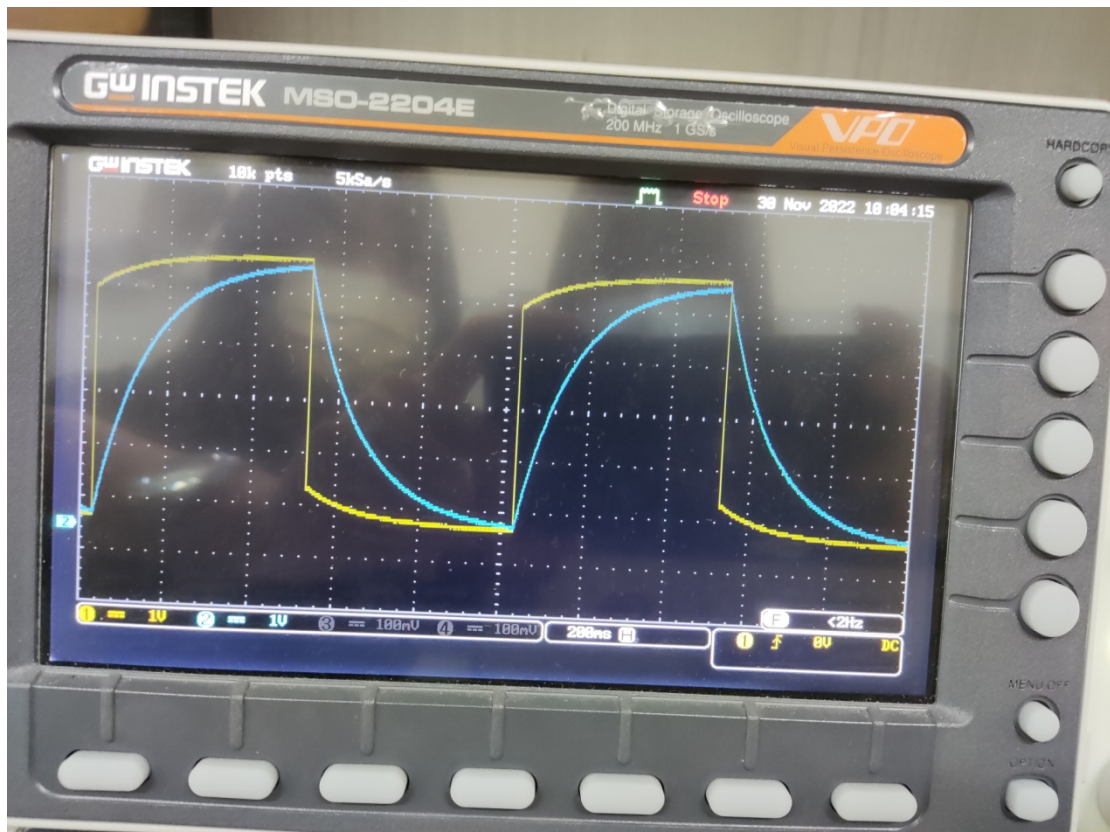 GW INSTEK MSO-2204E
Digital Storage Oscilloscope
200 MHz 1 GS/s
VPO
Visual Persistence Oscilloscope
HARDCOPY
GW INSTEK 10k pts 5kSa/s Stop 30 Nov 2022 10:04:15
2
1 1V 2 1V 3 100mV 4 100mV 200ms H F <2Hz
1 0V DC
MENU OFF
OPTION